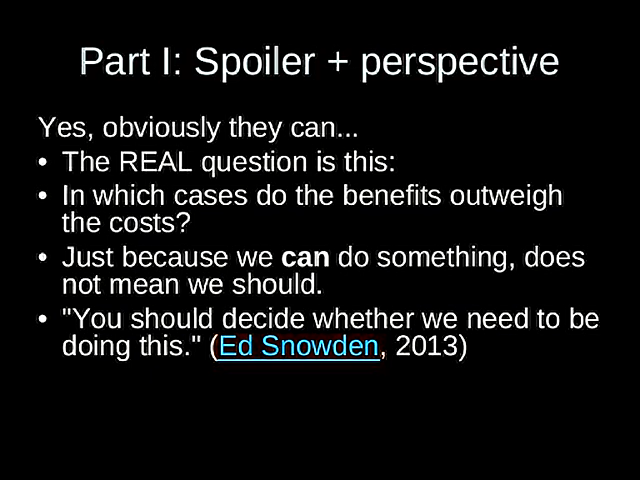 Part I: Spoiler + perspective
Yes, obviously they can...
• The REAL question is this:
• In which cases do the benefits outweigh
the costs?
• Just because we can do something, does
not mean we should.
• "You should decide whether we need to be
doing this." (Ed Snowden, 2013)